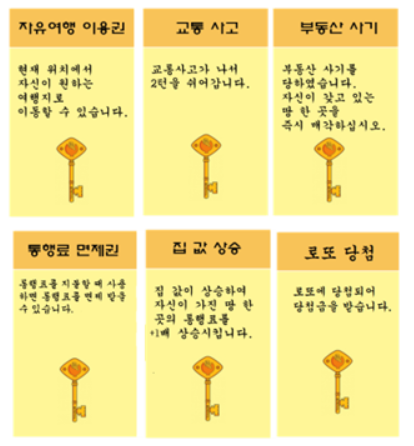 자유여행 이용권
현재 위치에서
자신이 원하는
여행지로
이동할 수 있습니다.
교통 사고
교통사고가 나서
2턴을 쉬어갑니다.
부동산 사기
부동산 사기를
당하였습니다.
자신이 갖고 있는
땅 한 곳을
즉시 매각하십시오.
통행료 면제권
통행료를 지불할 때 사용
하면 통행료를 면제 받을
수 있습니다.
집 값 상승
집 값이 상승하여
자신이 가진 땅 한
곳의 통행료를
+1배 상승시킵니다.
로또 당첨
로또에 당첨되어
당첨금을 받습니다.